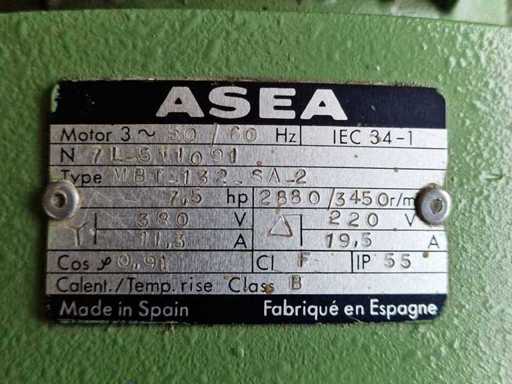 ASEA
Motor 3 ~ 50/60 Hz IEC 34-1
N 7L-511091
Type MBT-132-SA-2
7,5 hp 2880/3450 r/m
Y 380 V △ 220 V
11,3 A 19,5 A
Cos φ 0,91 Cl F IP 55
Calent./Temp. rise Class B
Made in Spain Fabriqué en Espagne